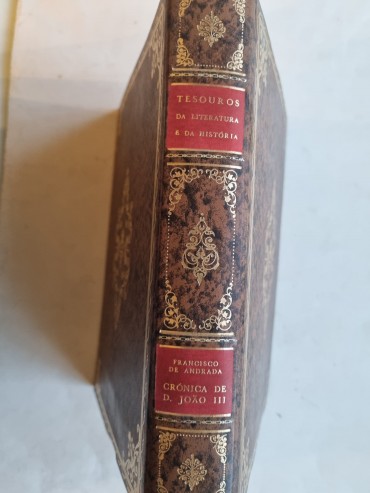 TESOUROS
DA LITERATURA
E DA HISTÓRIA
FRANCISCO
DE ANDRADA
CRÓNICA DE
D. JOÃO III